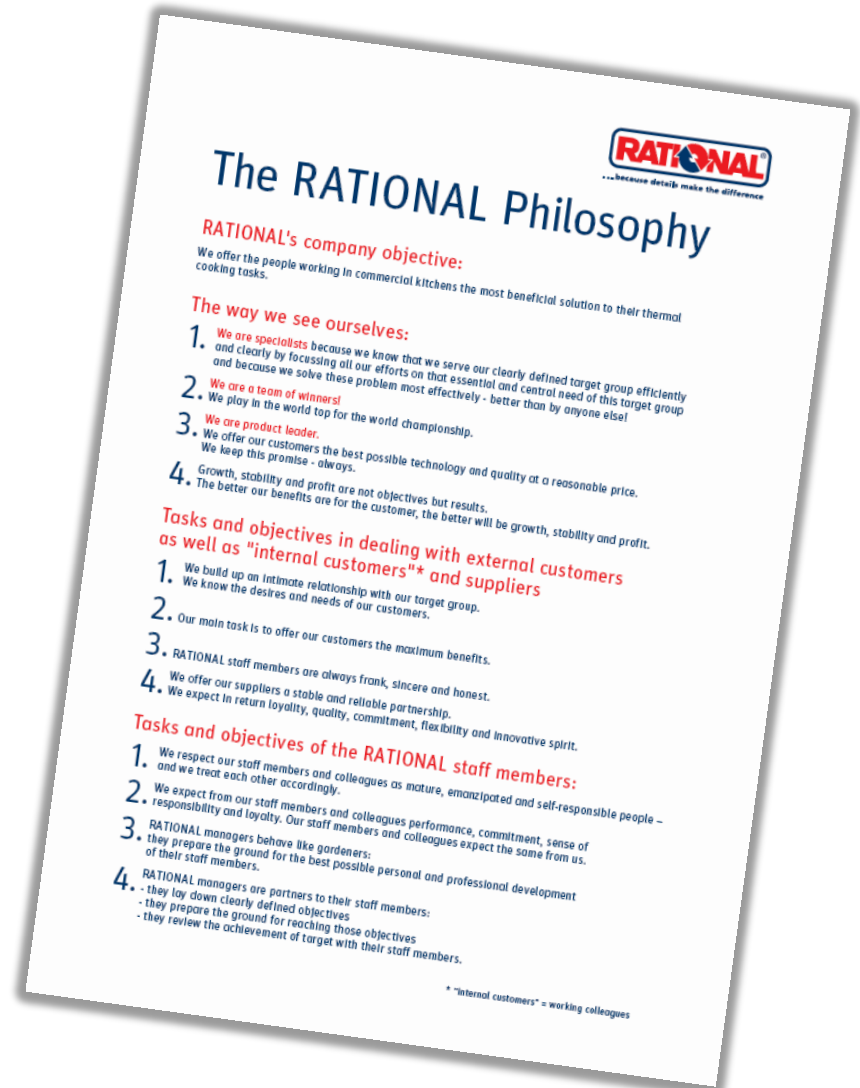 RATIONAL®
...because details make the difference
The RATIONAL Philosophy
RATIONAL's company objective:
We offer the people working in commercial kitchens the most beneficial solution to their thermal
cooking tasks.
The way we see ourselves:
1. We are specialists because we know that we serve our clearly defined target group efficiently
and clearly by focussing all our efforts on that essential and central need of this target group
and because we solve these problem most effectively - better than by anyone else!
2. We are a team of winners!
We play in the world top for the world championship.
3. We are product leader.
We offer our customers the best possible technology and quality at a reasonable price.
We keep this promise - always.
4. Growth, stability and profit are not objectives but results.
The better our benefits are for the customer, the better will be growth, stability and profit.
Tasks and objectives in dealing with external customers
as well as "internal customers"* and suppliers
1. We build up an intimate relationship with our target group.
We know the desires and needs of our customers.
2. Our main task is to offer our customers the maximum benefits.
3. RATIONAL staff members are always frank, sincere and honest.
4. We offer our suppliers a stable and reliable partnership.
We expect in return loyality, quality, commitment, flexibility and innovative spirit.
Tasks and objectives of the RATIONAL staff members:
1. We respect our staff members and colleagues as mature, emanzipated and self-responsible people –
and we treat each other accordingly.
2. We expect from our staff members and colleagues performance, commitment, sense of
responsibility and loyalty. Our staff members and colleagues expect the same from us.
3. RATIONAL managers behave like gardeners:
they prepare the ground for the best possible personal and professional development
of their staff members.
4. RATIONAL managers are partners to their staff members:
- they lay down clearly defined objectives
- they prepare the ground for reaching those objectives
- they review the achievement of target with their staff members.
* "internal customers" = working colleagues